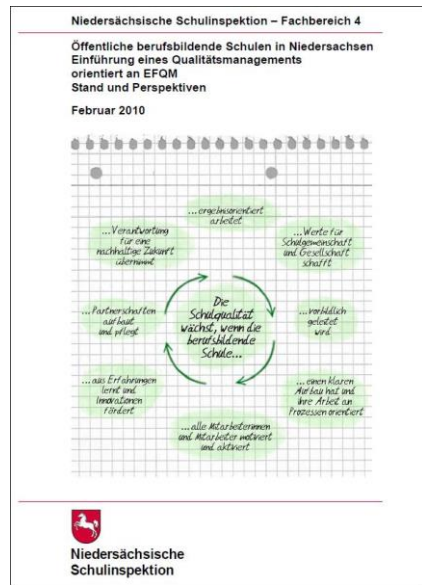 Niedersächsische Schulinspektion – Fachbereich 4
Öffentliche berufsbildende Schulen in Niedersachsen
Einführung eines Qualitätsmanagements
orientiert an EFQM
Stand und Perspektiven
Februar 2010
...ergebnisorientiert
arbeitet
...Verantwortung
für eine
nachhaltige Zukunft
übernimmt
...Werte für
Schulgemeinschaft
und Gesellschaft
schafft
Die
Schulqualität
wächst, wenn die
berufsbildende
Schule...
...Partnerschaften
aufbaut
und pflegt
...vorbildlich
geleitet
wird
...aus Erfahrungen
lernt und
Innovationen
fördert
...einen klaren
Aufbau hat und
ihre Arbeit an
Prozessen orientiert
...alle Mitarbeiterinnen
und Mitarbeiter motiviert
und aktiviert
Niedersächsische
Schulinspektion